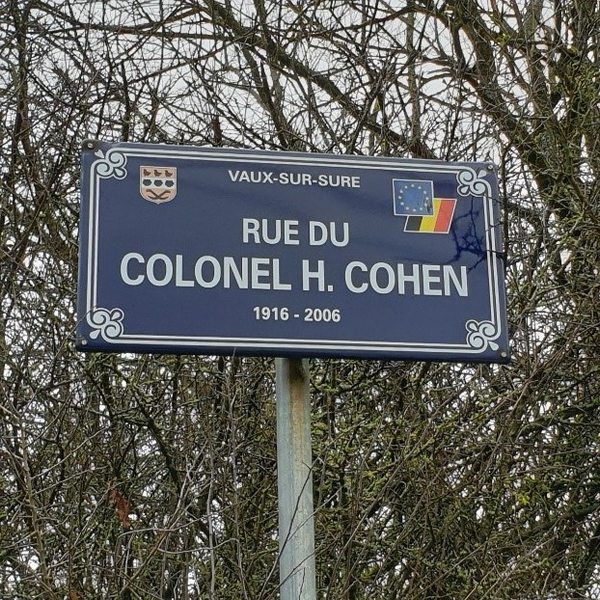 VAUX-SUR-SURE
RUE DU
COLONEL H. COHEN
1916 - 2006